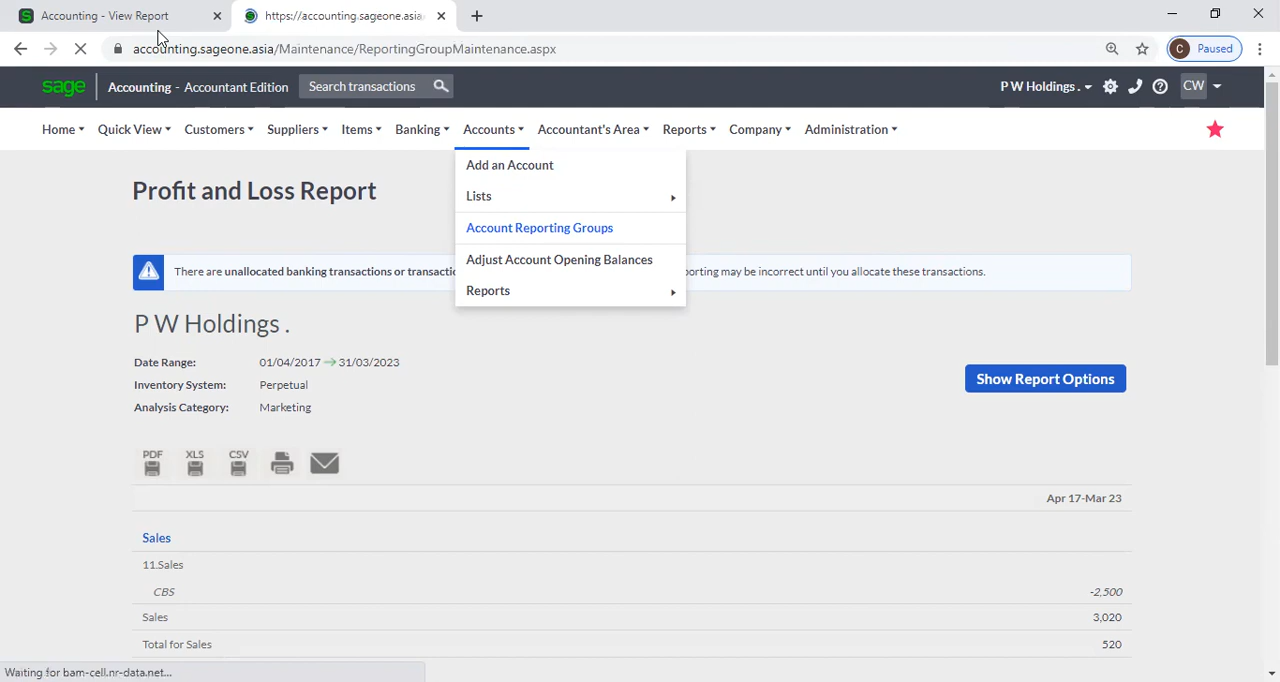 Accounting - View Report
https://accounting.sageone.asia
accounting.sageone.asia/Maintenance/ReportingGroupMaintenance.aspx
C Paused
sage Accounting - Accountant Edition Search transactions
P W Holdings . CW
Home Quick View Customers Suppliers Items Banking Accounts Accountant's Area Reports Company Administration
Add an Account
Lists
Account Reporting Groups
Adjust Account Opening Balances
Reports
Profit and Loss Report
There are unallocated banking transactions or transactio
porting may be incorrect until you allocate these transactions.
P W Holdings .
Date Range: 01/04/2017 → 31/03/2023
Inventory System: Perpetual
Analysis Category: Marketing
Show Report Options
PDF XLS CSV
Apr 17-Mar 23
Sales
11.Sales
CBS -2,500
Sales 3,020
Total for Sales 520
Waiting for bam-cell.nr-data.net...